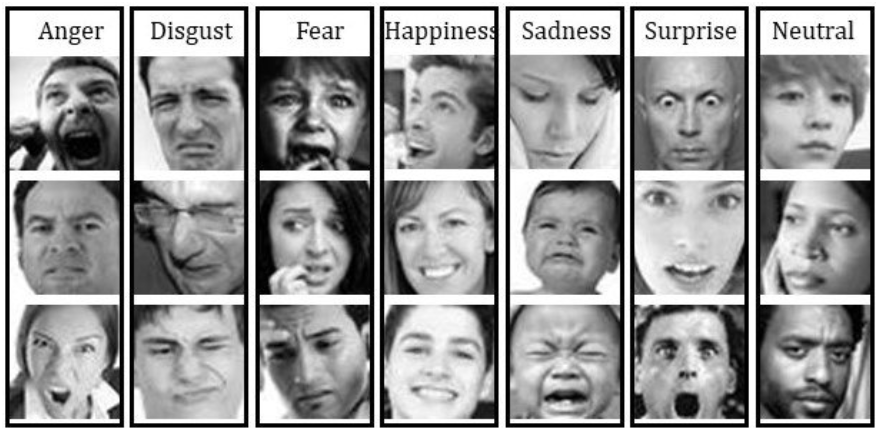 Anger
Disgust
Fear
Happiness
Sadness
Surprise
Neutral